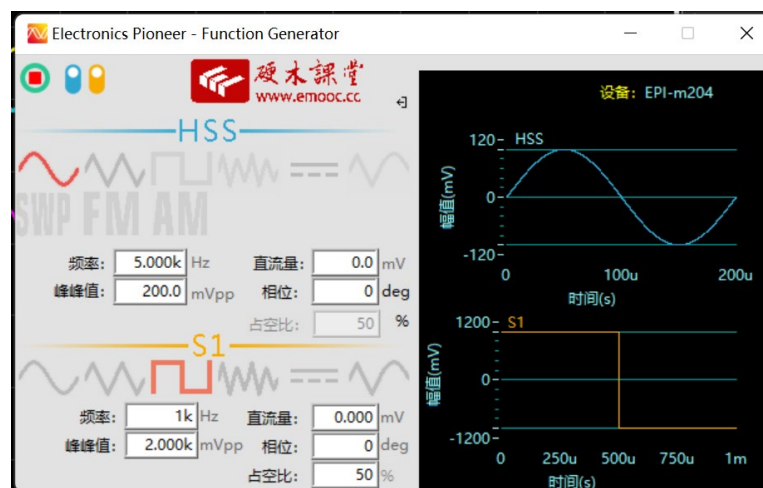 Electronics Pioneer - Function Generator
硬木課堂
www.emooc.cc
设备: EPI-m204
HSS
SWP FM AM
频率: 5.000k Hz 直流量: 0.0 mV
峰峰值: 200.0 mVpp 相位: 0 deg
占空比: 50 %
S1
频率: 1k Hz 直流量: 0.000 mV
峰峰值: 2.000k mVpp 相位: 0 deg
占空比: 50 %
HSS
幅值(mV)
120
0
-120
0 100u 200u
时间(s)
S1
幅值(mV)
1200
0
-1200
0 250u 500u 750u 1m
时间(s)